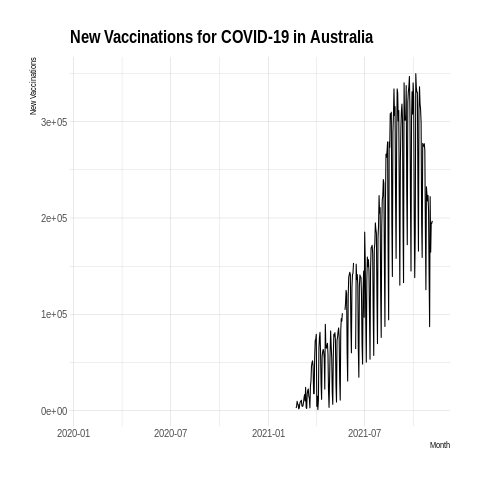 New Vaccinations for COVID-19 in Australia
New Vaccinations
3e+05
2e+05
1e+05
0e+00
2020-01 2020-07 2021-01 2021-07
Month